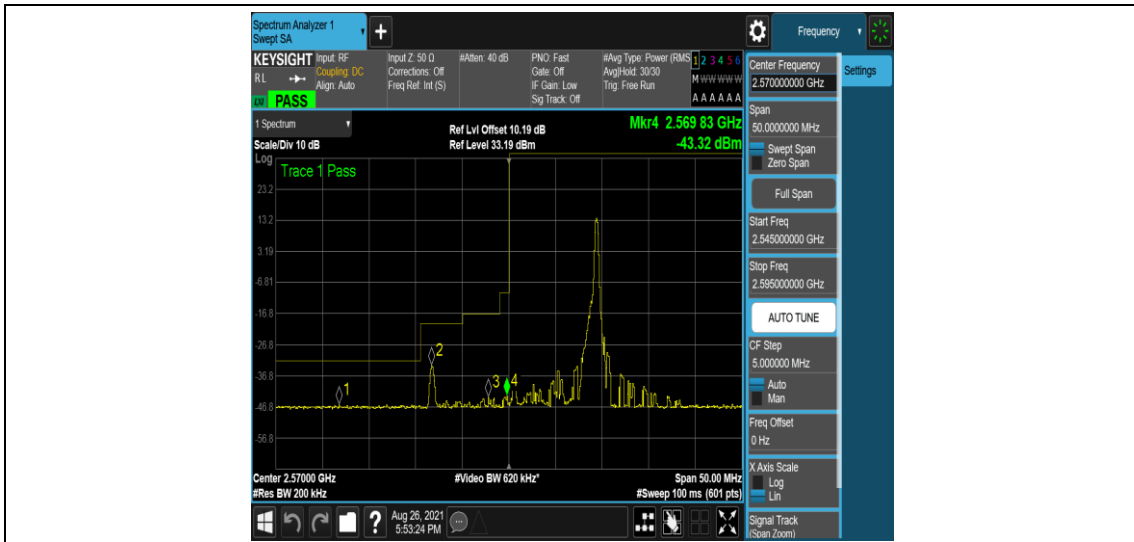 Spectrum Analyzer 1
Swept SA
+
Frequency
KEYSIGHT
RL
LM PASS
Input: RF
Coupling: DC
Align: Auto
Input Z: 50 Ω
Corrections: Off
Freq Ref: Int (S)
#Atten: 40 dB
PNO: Fast
Gate: Off
IF Gain: Low
Sig Track: Off
#Avg Type: Power (RMS
Avg|Hold: 30/30
Trig: Free Run
1 2 3 4 5 6
M W W W W W
A A A A A A
1 Spectrum
Scale/Div 10 dB
Ref Lvl Offset 10.19 dB
Ref Level 33.19 dBm
Mkr4 2.569 83 GHz
-43.32 dBm
Log
Trace 1 Pass
23.2
13.2
3.19
-6.81
-16.8
-26.8
-36.8
-46.8
-56.8
1
2
3
4
Center 2.57000 GHz
#Res BW 200 kHz
#Video BW 620 kHz*
Span 50.00 MHz
#Sweep 100 ms (601 pts)
?
Aug 26, 2021
5:53:24 PM
Center Frequency
2.570000000 GHz
Settings
Span
50.0000000 MHz
Swept Span
Zero Span
Full Span
Start Freq
2.545000000 GHz
Stop Freq
2.595000000 GHz
AUTO TUNE
CF Step
5.000000 MHz
Auto
Man
Freq Offset
0 Hz
X Axis Scale
Log
Lin
Signal Track
(Span Zoom)